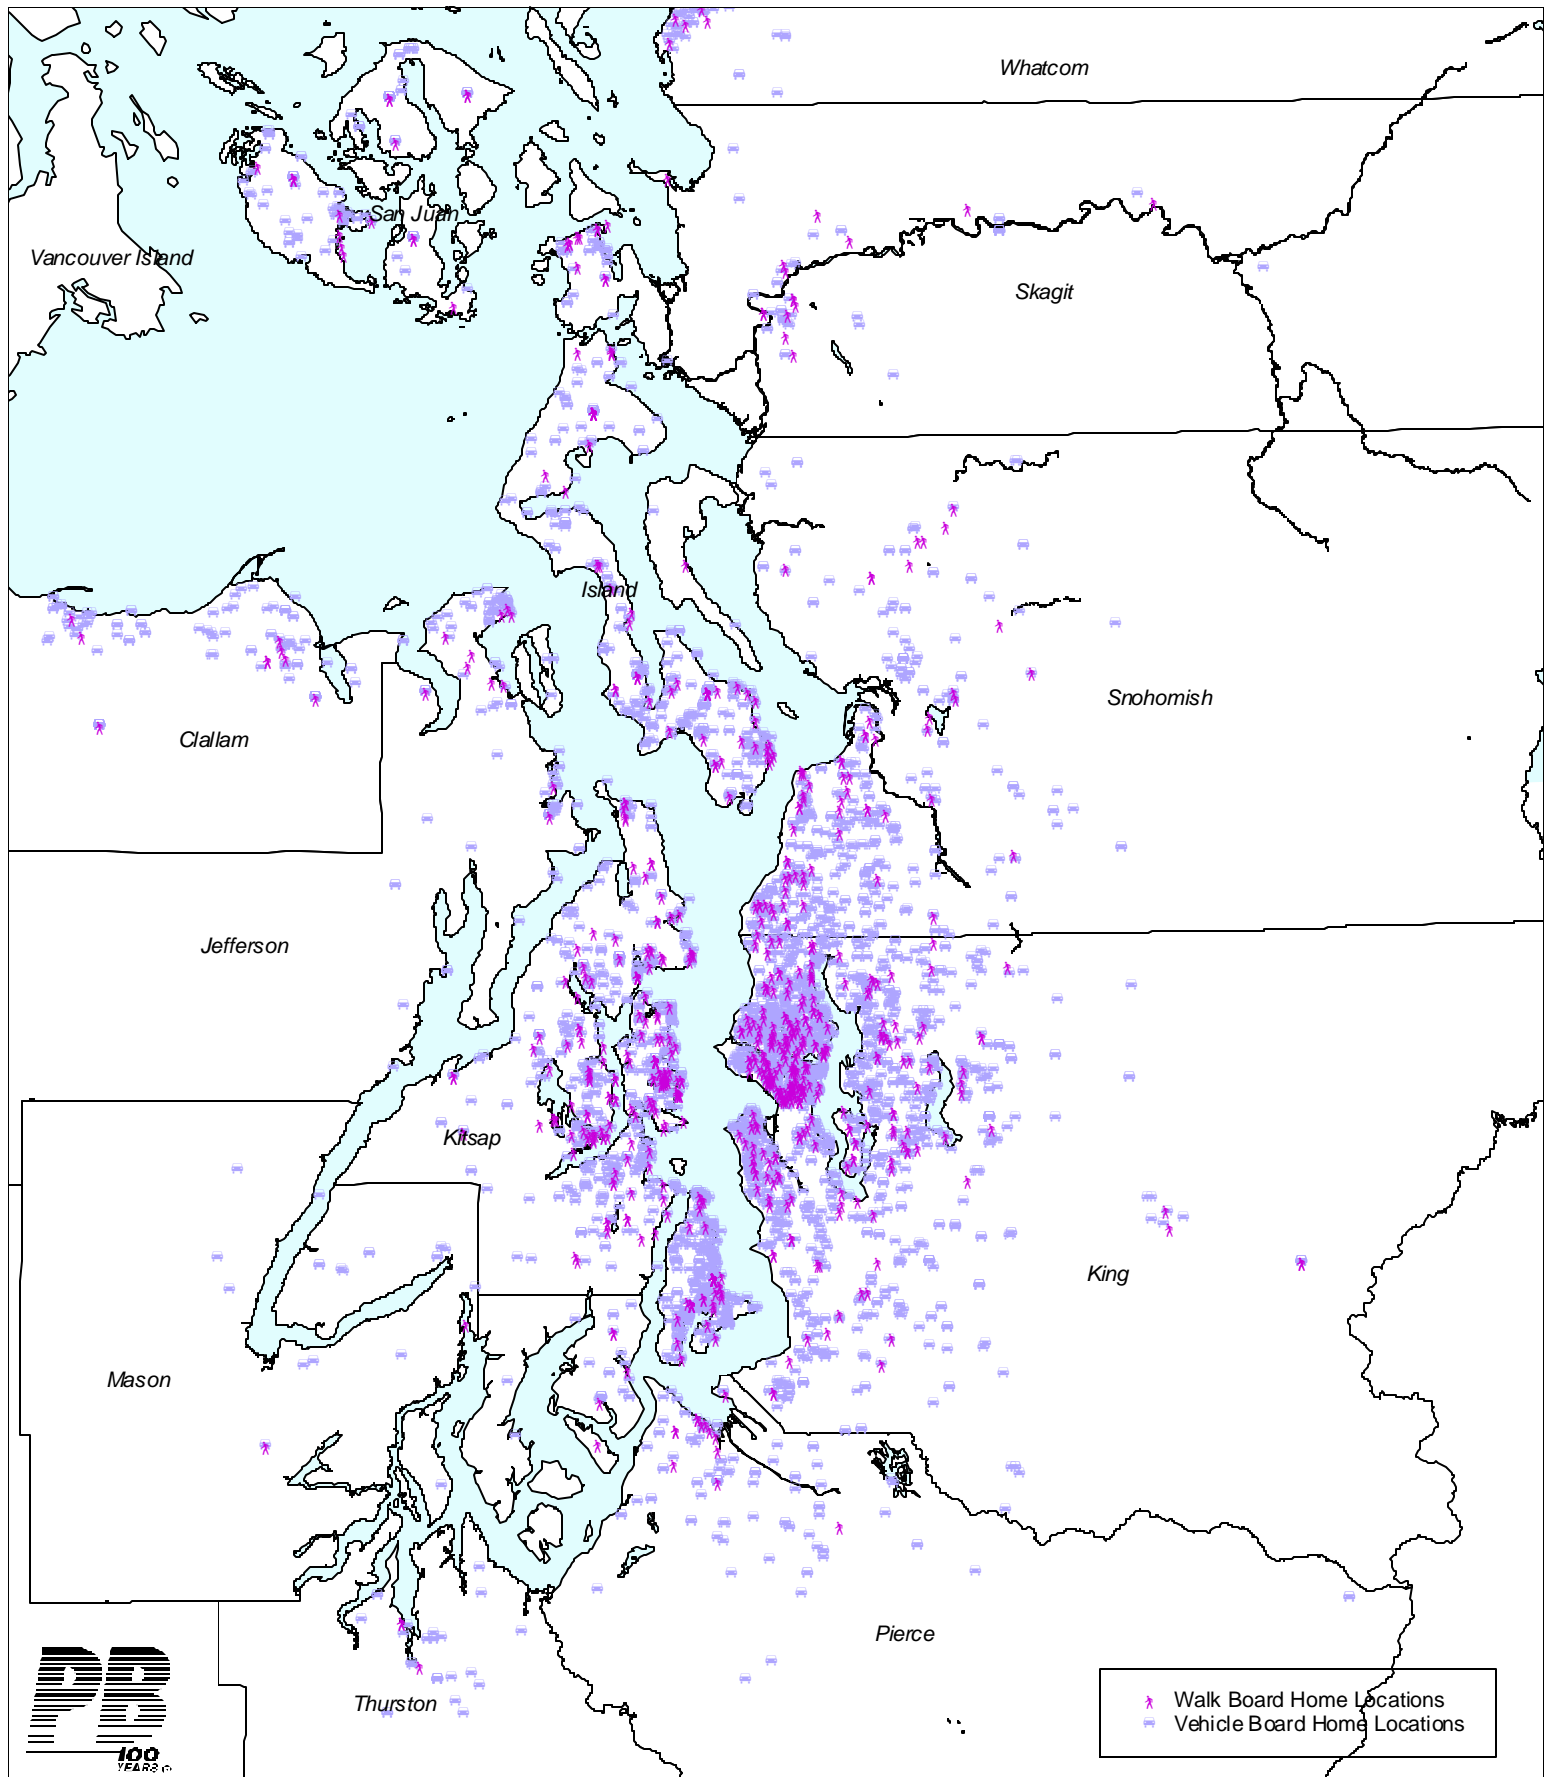 Whatcom
San Juan
Vancouver Island
Skagit
Island
Snohomish
Clallam
Jefferson
Kitsap
King
Mason
Pierce
Thurston
Walk Board Home Locations
Vehicle Board Home Locations
PB
100
YEARS